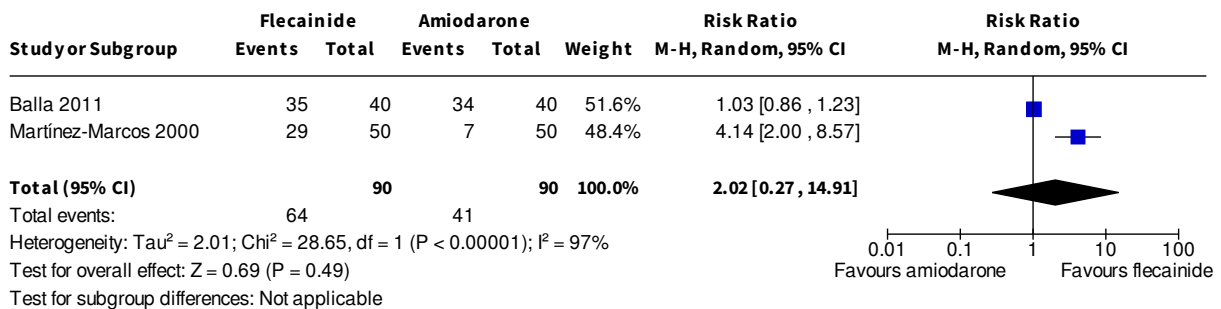 Flecainide Amiodarone Risk Ratio Risk Ratio
Study or Subgroup Events Total Events Total Weight M-H, Random, 95% CI M-H, Random, 95% CI
Balla 2011 35 40 34 40 51.6% 1.03 [0.86 , 1.23]
Martínez-Marcos 2000 29 50 7 50 48.4% 4.14 [2.00 , 8.57]
Total (95% CI) 90 90 100.0% 2.02 [0.27 , 14.91]
Total events: 64 41
Heterogeneity: Tau² = 2.01; Chi² = 28.65, df = 1 (P < 0.00001); I² = 97%
0.01 0.1 1 10 100
Test for overall effect: Z = 0.69 (P = 0.49)
Favours amiodarone Favours flecainide
Test for subgroup differences: Not applicable